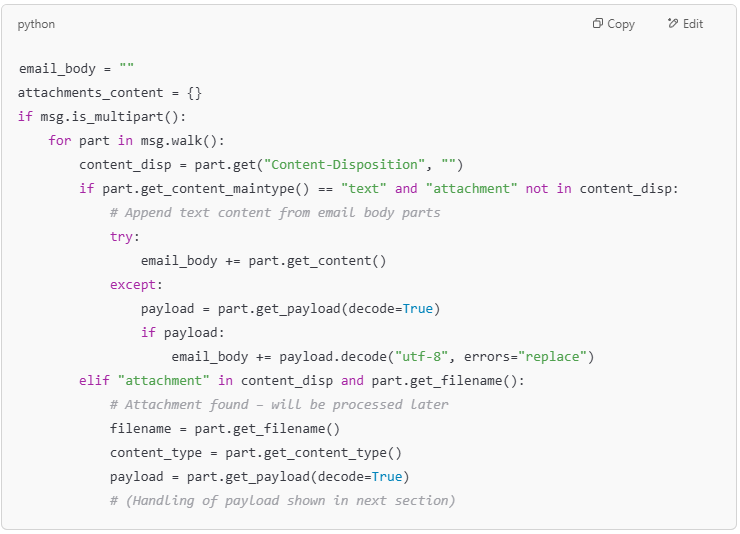 python
Copy
Edit
email_body = ""
attachments_content = {}
if msg.is_multipart():
    for part in msg.walk():
        content_disp = part.get("Content-Disposition", "")
        if part.get_content_maintype() == "text" and "attachment" not in content_disp:
            # Append text content from email body parts
            try:
                email_body += part.get_content()
            except:
                payload = part.get_payload(decode=True)
                if payload:
                    email_body += payload.decode("utf-8", errors="replace")
        elif "attachment" in content_disp and part.get_filename():
            # Attachment found – will be processed later
            filename = part.get_filename()
            content_type = part.get_content_type()
            payload = part.get_payload(decode=True)
            # (Handling of payload shown in next section)